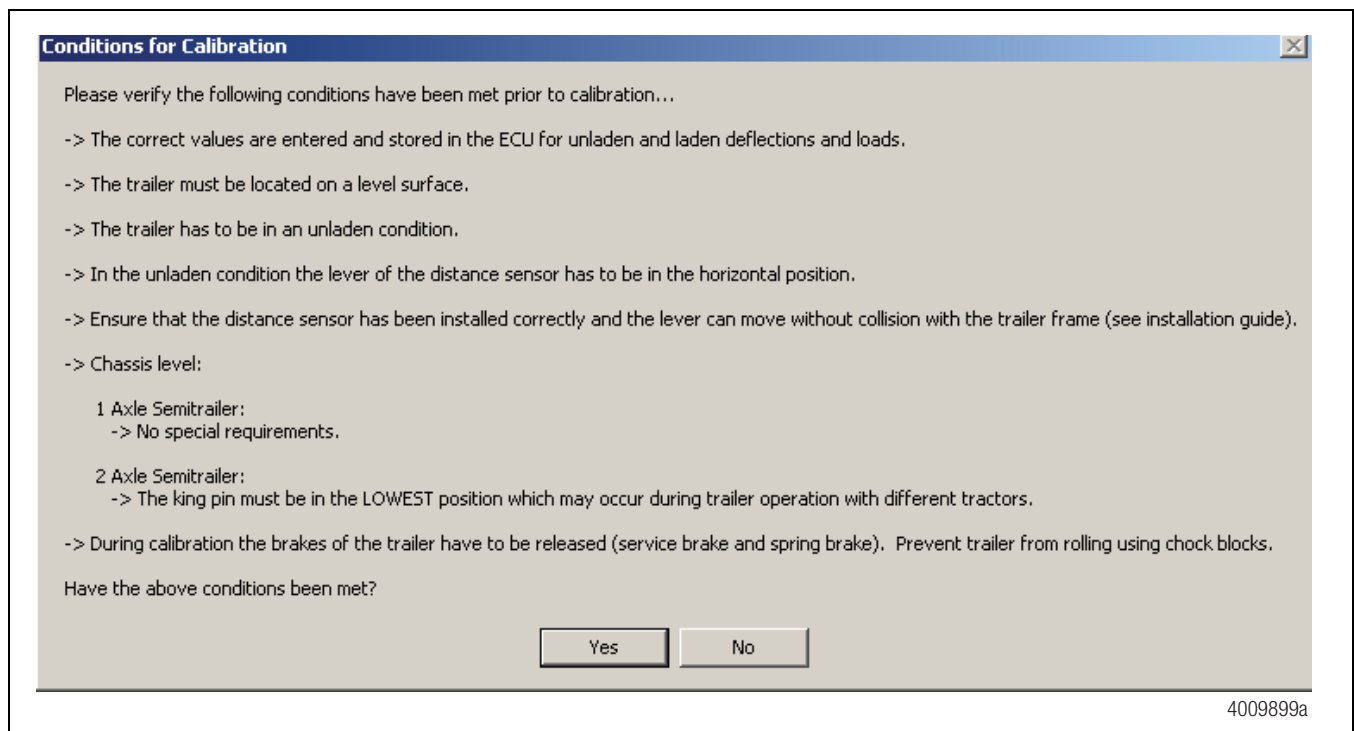 Conditions for Calibration
Please verify the following conditions have been met prior to calibration...
-> The correct values are entered and stored in the ECU for unladen and laden deflections and loads.
-> The trailer must be located on a level surface.
-> The trailer has to be in an unladen condition.
-> In the unladen condition the lever of the distance sensor has to be in the horizontal position.
-> Ensure that the distance sensor has been installed correctly and the lever can move without collision with the trailer frame (see installation guide).
-> Chassis level:
1 Axle Semitrailer:
-> No special requirements.
2 Axle Semitrailer:
-> The king pin must be in the LOWEST position which may occur during trailer operation with different tractors.
-> During calibration the brakes of the trailer have to be released (service brake and spring brake).  Prevent trailer from rolling using chock blocks.
Have the above conditions been met?
Yes No
4009899a